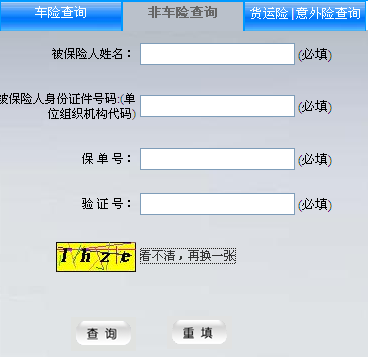 车险查询 非车险查询 货运险|意外险查询
被保险人姓名： (必填)
被保险人身份证件号码:(单
位组织机构代码) (必填)
保 单 号： (必填)
验 证 号： (必填)
Ihze 看不清，再换一张
查 询 重 填